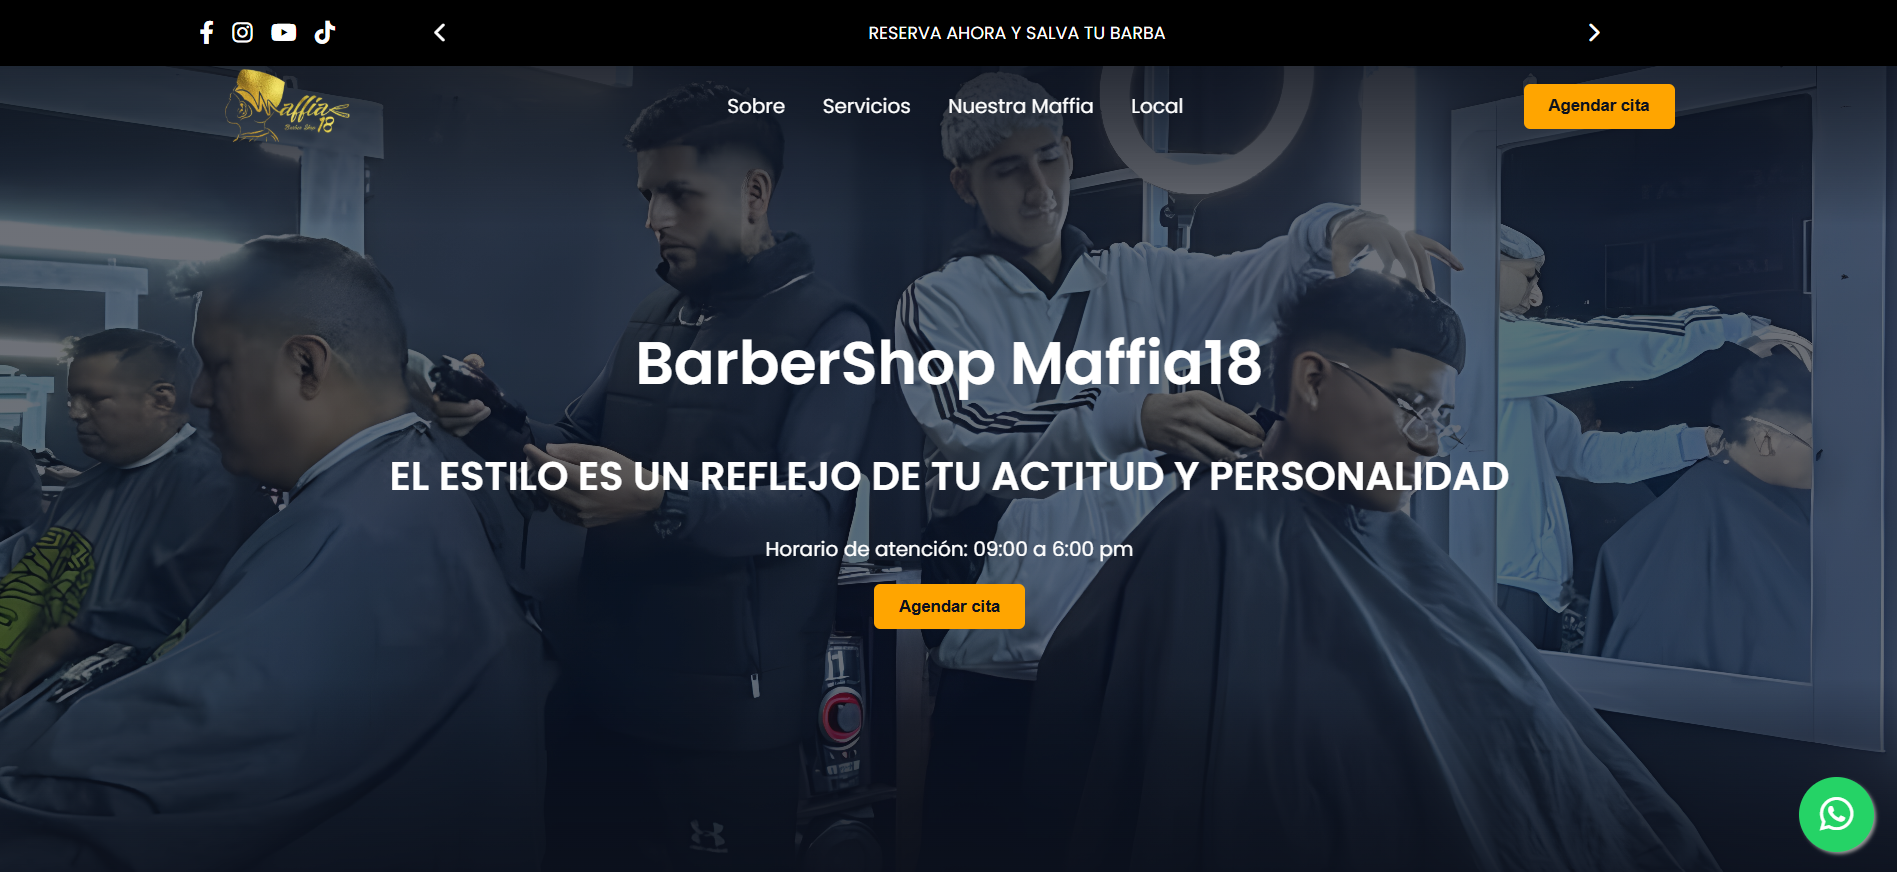 RESERVA AHORA Y SALVA TU BARBA
Maffia
Barber Shop 18
Sobre Servicios Nuestra Maffia Local
Agendar cita
BarberShop Maffia18
EL ESTILO ES UN REFLEJO DE TU ACTITUD Y PERSONALIDAD
Horario de atención: 09:00 a 6:00 pm
Agendar cita